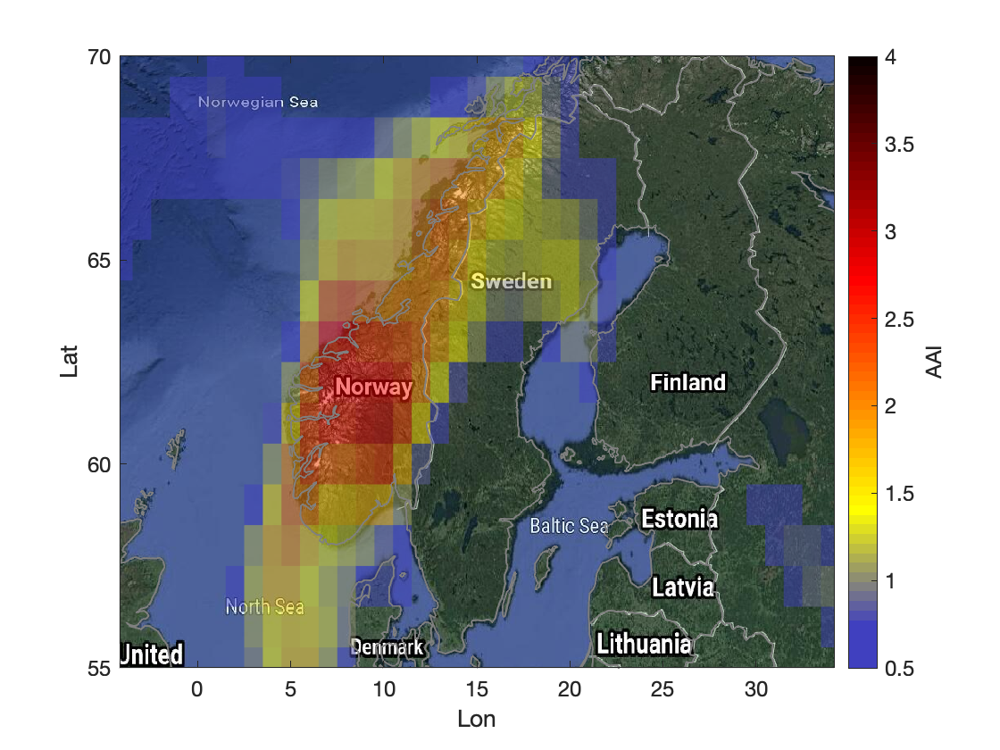 70
65
60
55
Lat
0
5
10
15
20
25
30
Lon
Norwegian Sea
Sweden
Norway
Finland
Baltic Sea
Estonia
Latvia
Lithuania
North Sea
Denmark
United
4
3.5
3
2.5
2
1.5
1
0.5
AAI